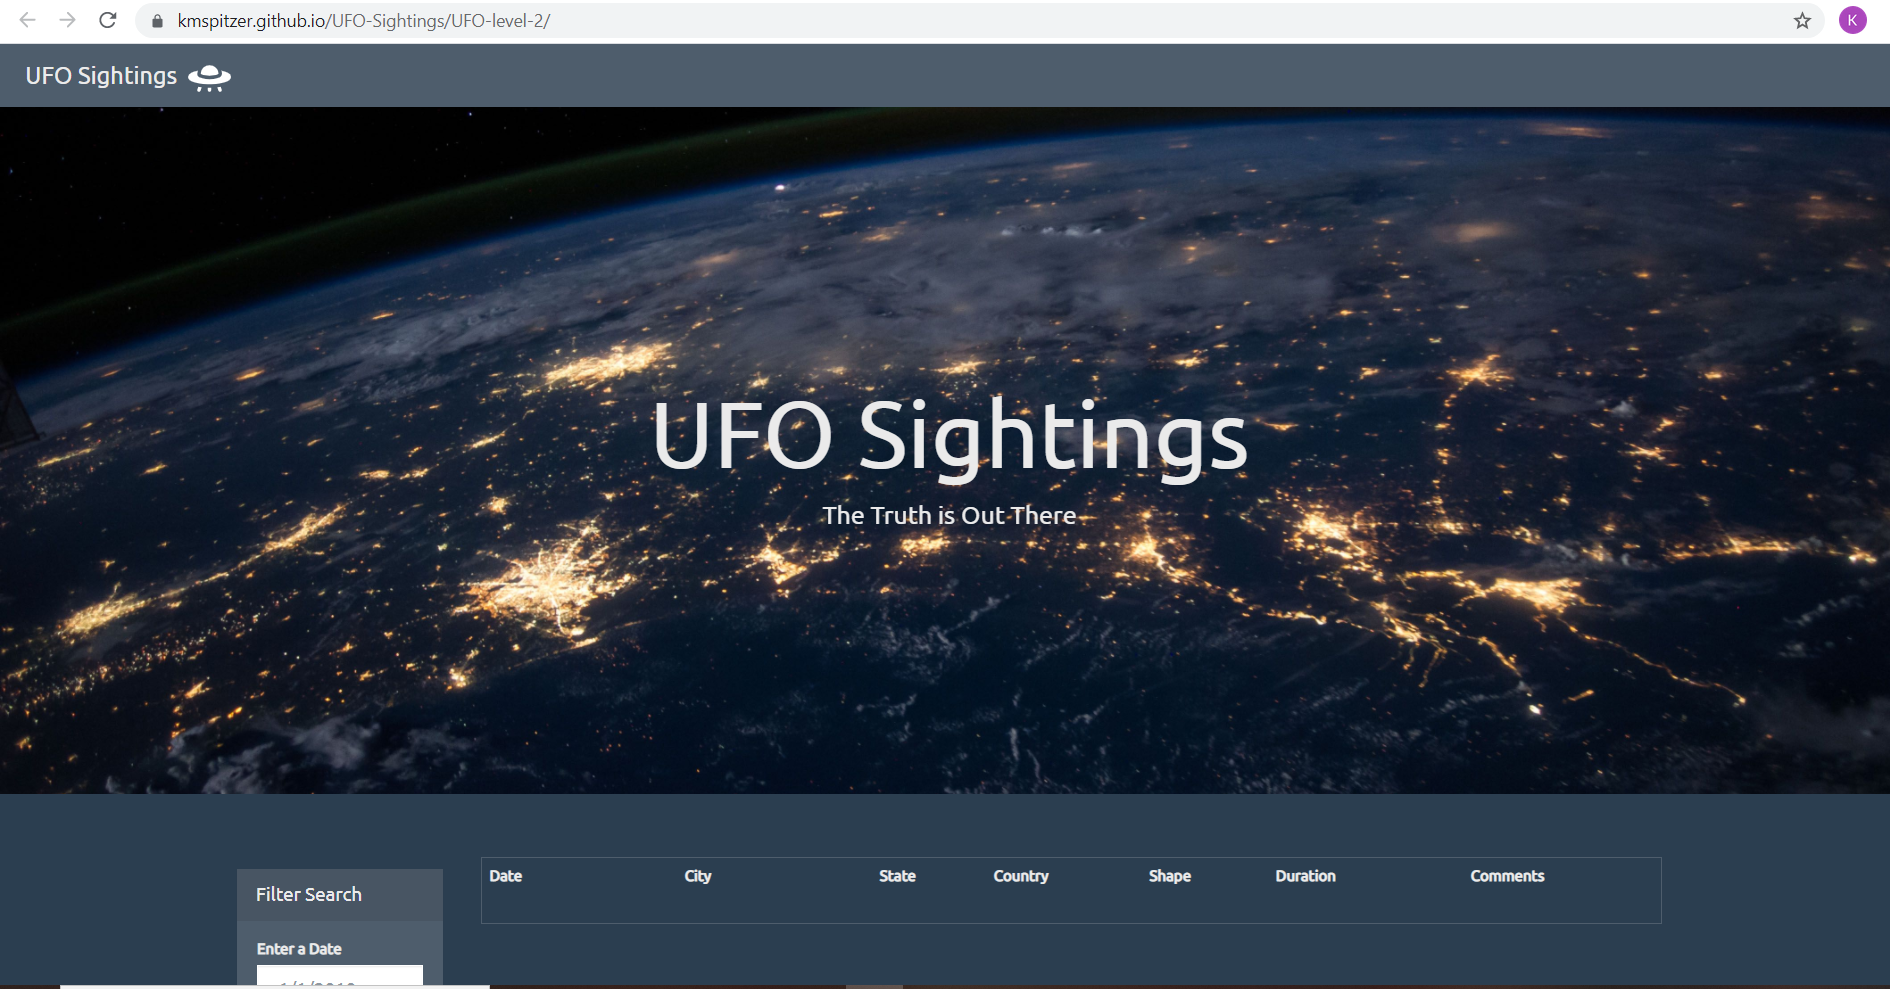 kmspitzer.github.io/UFO-Sightings/UFO-level-2/
K
UFO Sightings
UFO Sightings
The Truth is Out There
Date City State Country Shape Duration Comments
Filter Search
Enter a Date